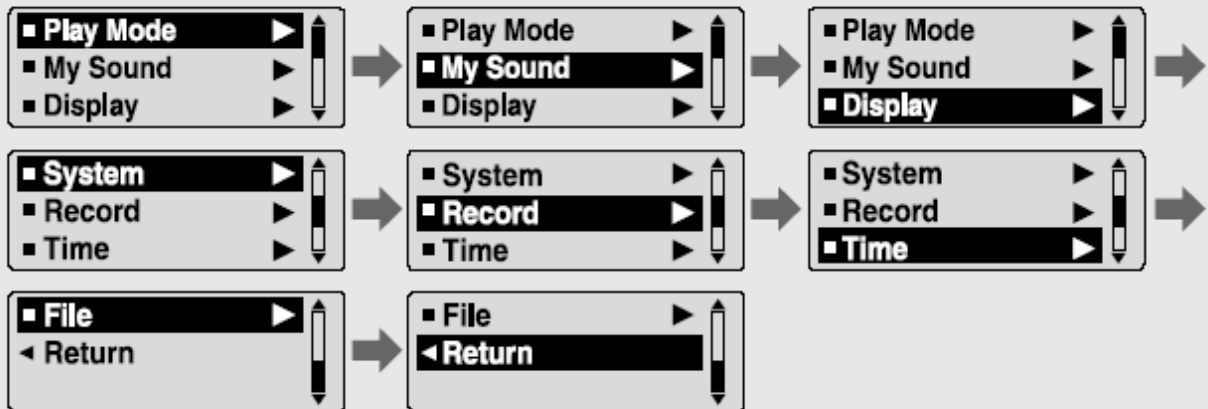 Play Mode
My Sound
Display
Play Mode
My Sound
Display
Play Mode
My Sound
Display
System
Record
Time
System
Record
Time
System
Record
Time
File
Return
File
Return